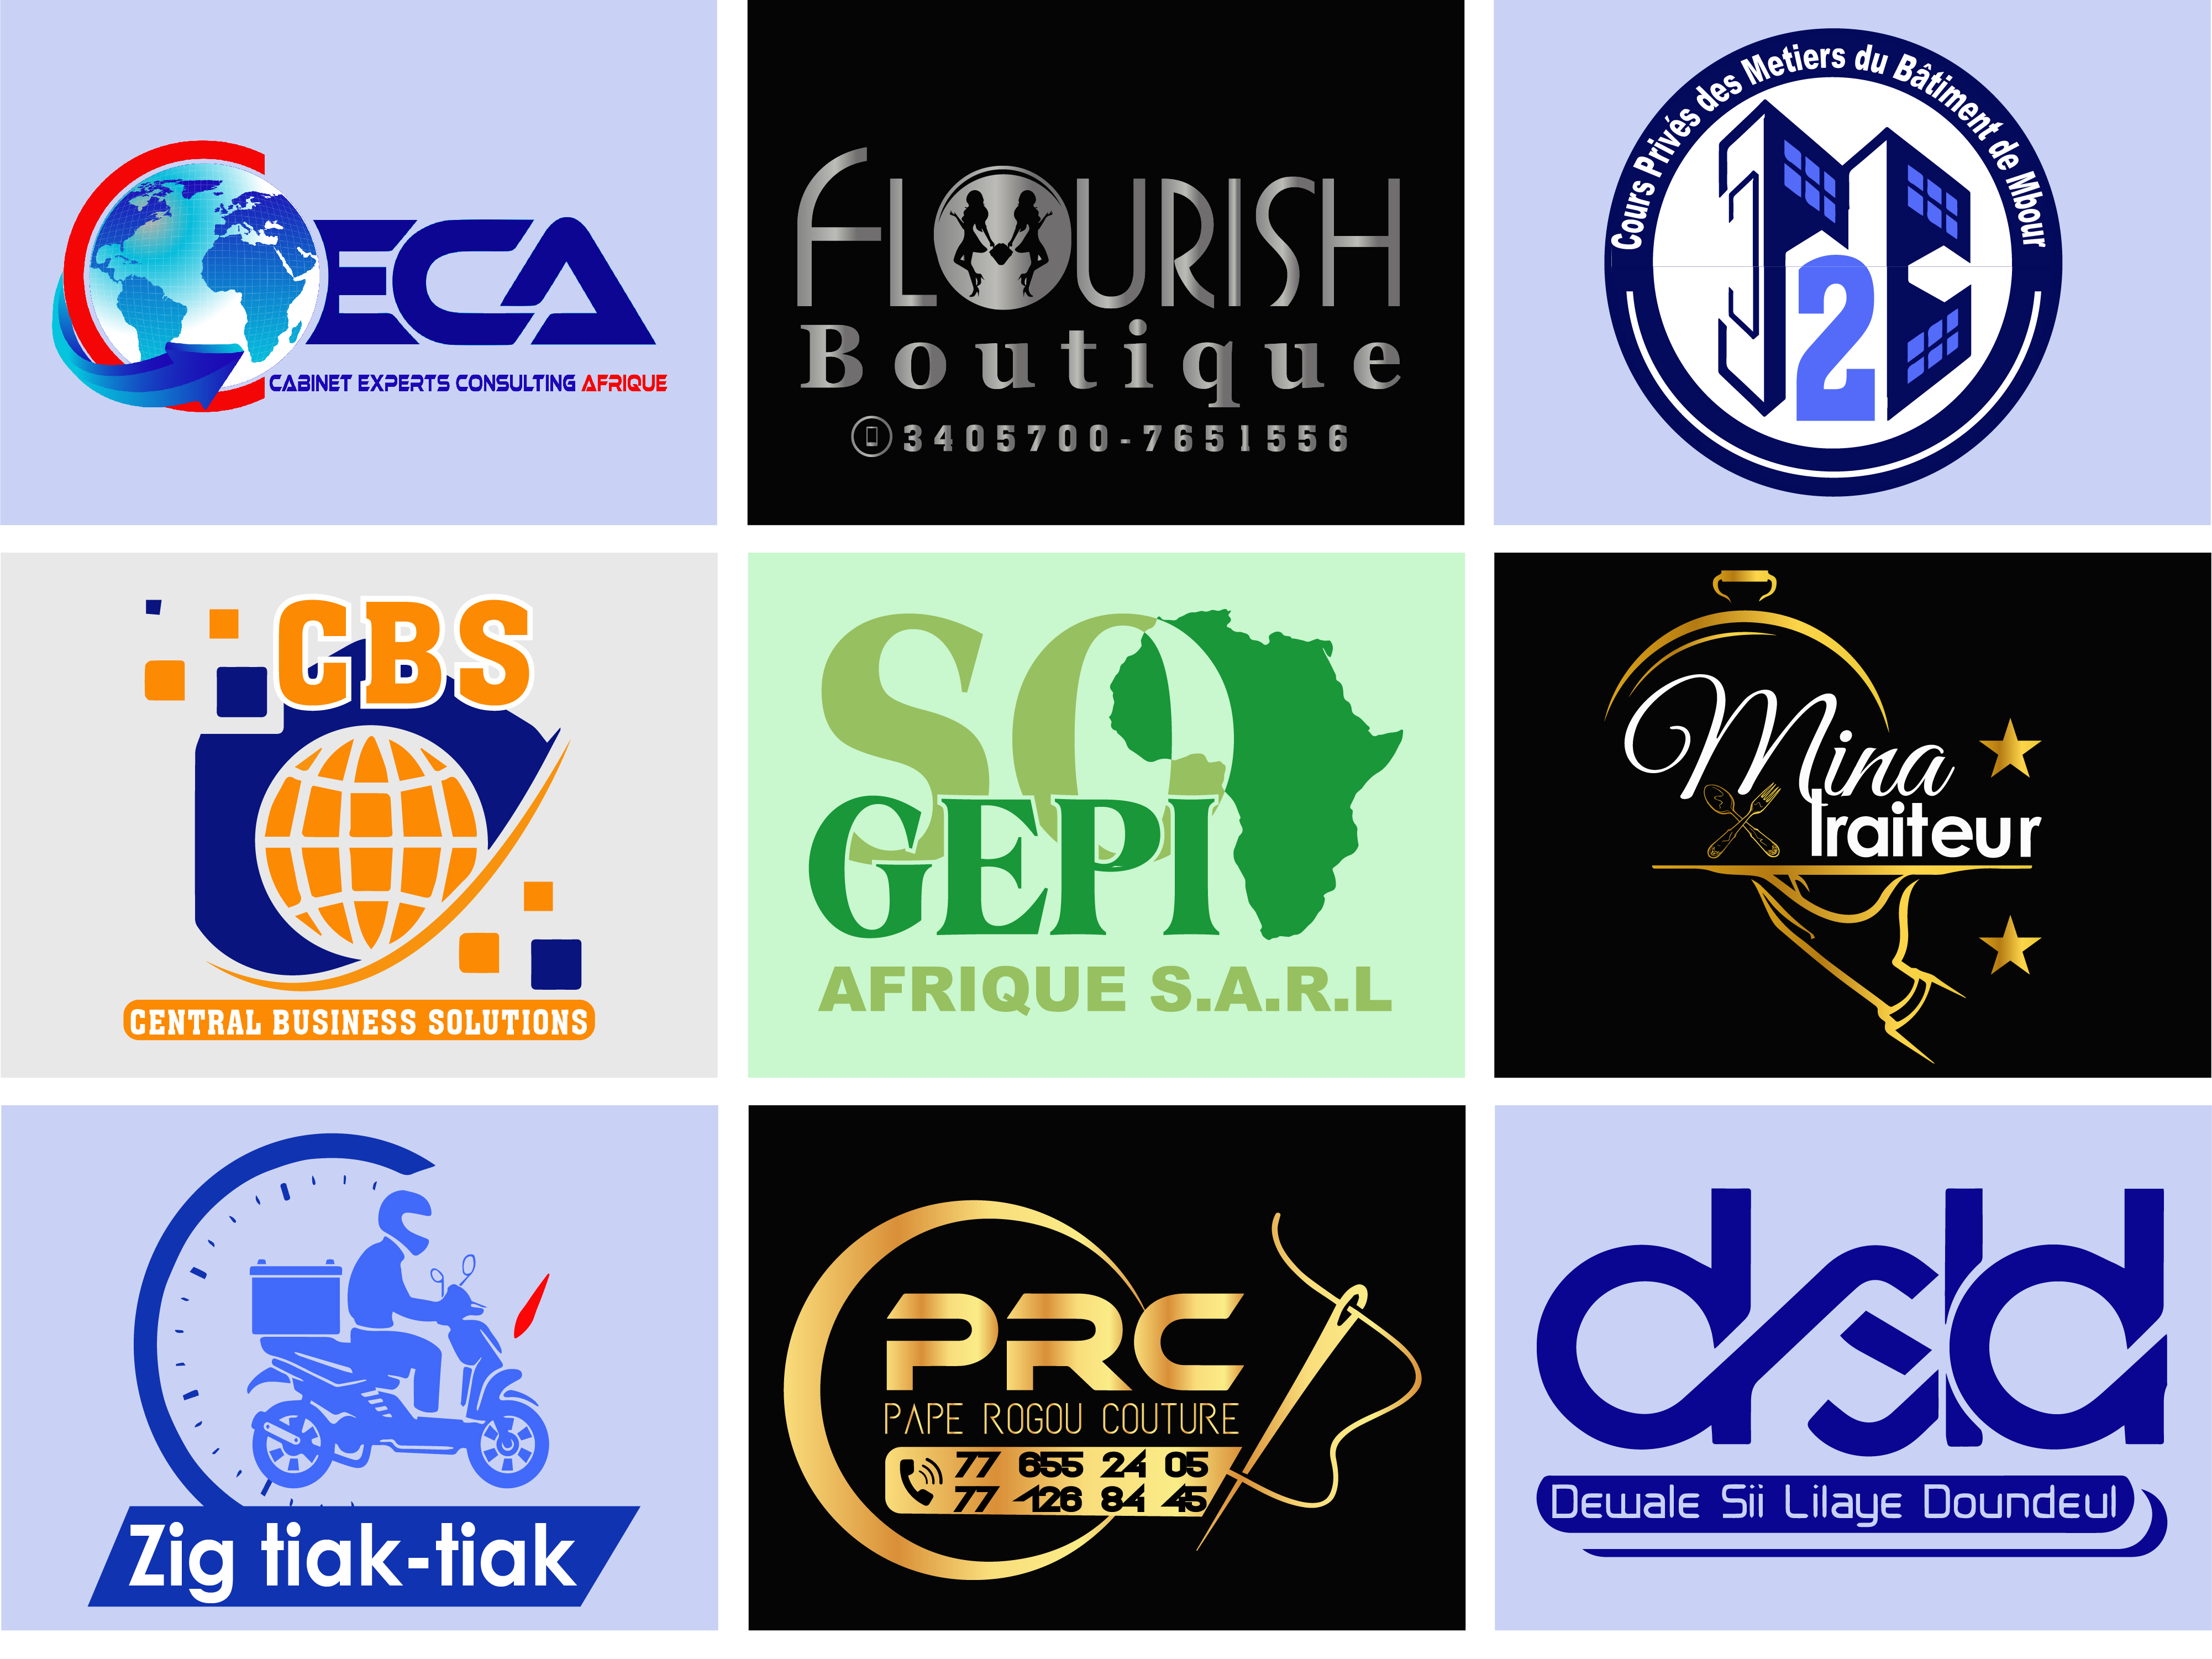 ECA
CABINET EXPERTS CONSULTING AFRIQUE
FLOURISH
Boutique
3405700-7651556
Cours Privés des Metiers du Bâtiment de Mbour
J2MC
CBS
CENTRAL BUSINESS SOLUTIONS
SO
GEPI
AFRIQUE S.A.R.L
Mina
Traiteur
Zig tiak-tiak
PRC
PAPE ROGOU COUTURE
77 655 24 05
77 126 84 45
dsld
Dewale Sii Lilaye Doundeul